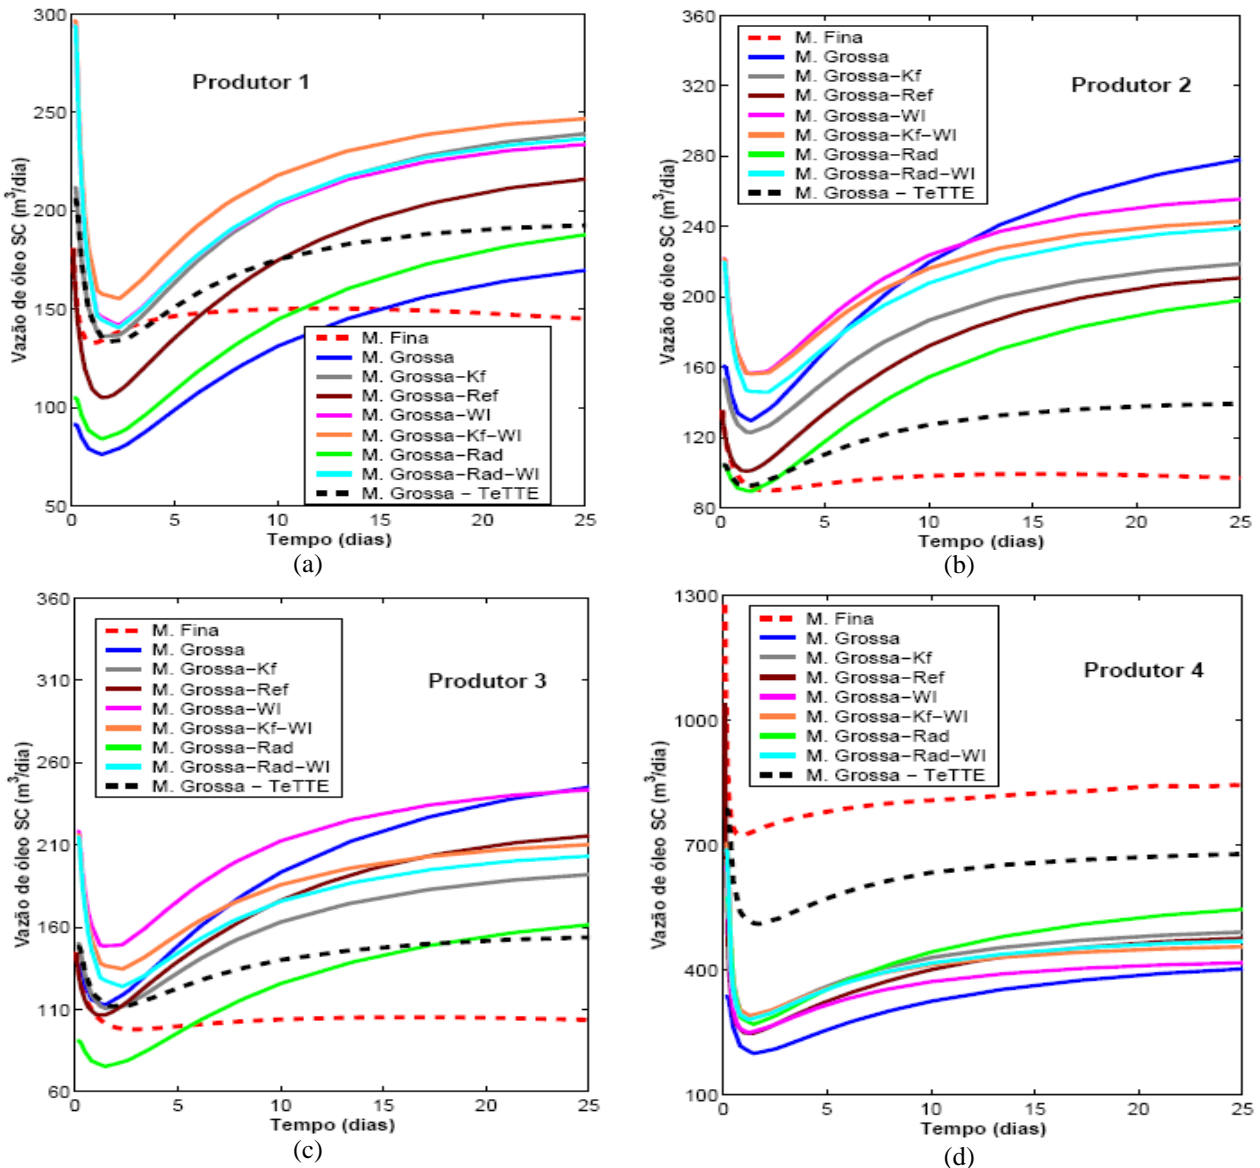 300
250
200
150
100
50
Vazão de óleo SC (m³/dia)
Produtor 1
M. Fina
M. Grossa
M. Grossa-Kf
M. Grossa-Ref
M. Grossa-WI
M. Grossa-Kf-WI
M. Grossa-Rad
M. Grossa-Rad-WI
M. Grossa - TeTTE
0 5 10 15 20 25
Tempo (dias)
(a)
360
320
280
240
200
160
120
80
Vazão de óleo SC (m³/dia)
Produtor 2
M. Fina
M. Grossa
M. Grossa-Kf
M. Grossa-Ref
M. Grossa-WI
M. Grossa-Kf-WI
M. Grossa-Rad
M. Grossa-Rad-WI
M. Grossa - TeTTE
0 5 10 15 20 25
Tempo (dias)
(b)
360
310
260
210
160
110
60
Vazão de óleo SC (m³/dia)
Produtor 3
M. Fina
M. Grossa
M. Grossa-Kf
M. Grossa-Ref
M. Grossa-WI
M. Grossa-Kf-WI
M. Grossa-Rad
M. Grossa-Rad-WI
M. Grossa - TeTTE
0 5 10 15 20 25
Tempo (dias)
(c)
1300
1000
700
400
100
Vazão de óleo SC (m³/dia)
Produtor 4
M. Fina
M. Grossa
M. Grossa-Kf
M. Grossa-Ref
M. Grossa-WI
M. Grossa-Kf-WI
M. Grossa-Rad
M. Grossa-Rad-WI
M. Grossa - TeTTE
0 5 10 15 20 25
Tempo (dias)
(d)